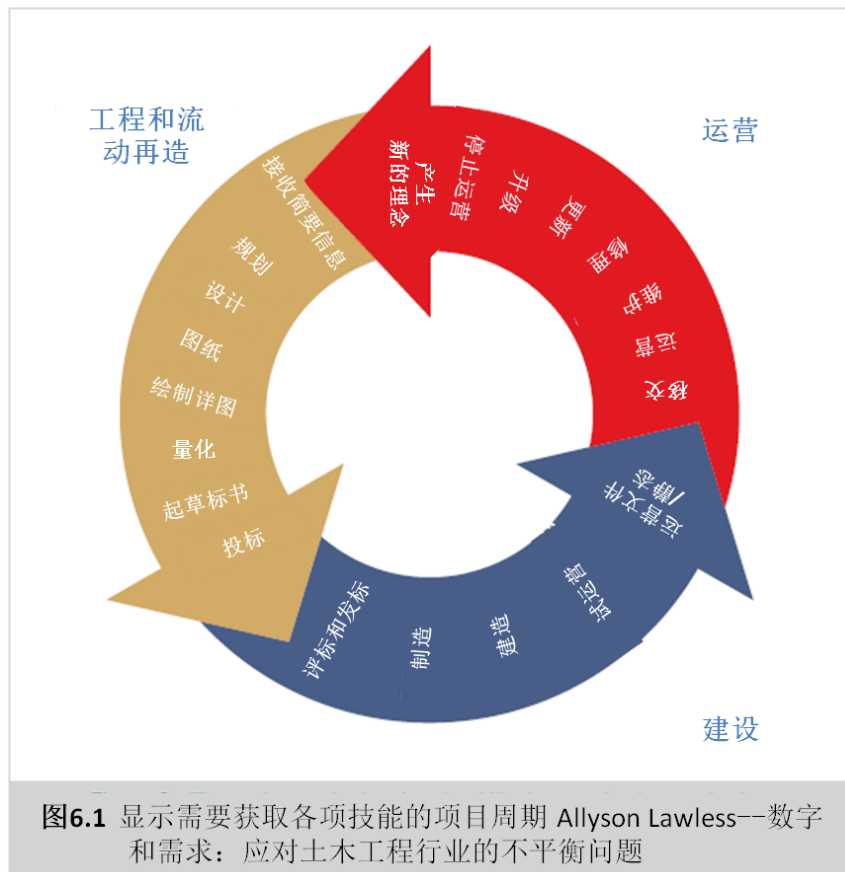 工程和流
动再造
运营
接收简要信息
规划
设计
图纸
绘制详图
量化
起草标书
投标
评标和发标
制造
建造
试运营
运营文件
/静态
移交
运营
维护
修理
更新
升级
停止运营
产生
新的理念
建设
图6.1 显示需要获取各项技能的项目周期 Allyson Lawless--数字
和需求：应对土木工程行业的不平衡问题